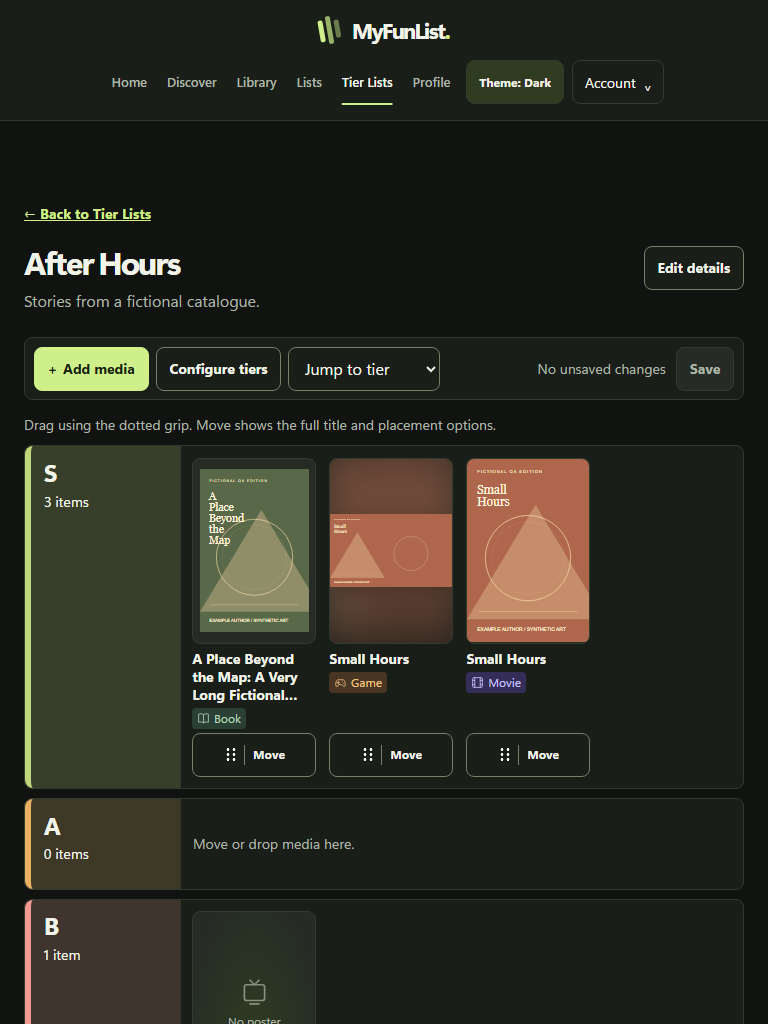 MyFunList.
Home Discover Library Lists Tier Lists Profile Theme: Dark Account
← Back to Tier Lists
After Hours
Edit details
Stories from a fictional catalogue.
+ Add media Configure tiers Jump to tier No unsaved changes Save
Drag using the dotted grip. Move shows the full title and placement options.
S
3 items
FICTIONAL QA EDITION
A
Place
Beyond
the
Map
EXAMPLE AUTHOR / SYNTHETIC ART
Small
Hours
FICTIONAL QA EDITION
Small
Hours
EXAMPLE AUTHOR / SYNTHETIC ART
A Place Beyond
the Map: A Very
Long Fictional...
Book
Move
Small Hours
Game
Move
Small Hours
Movie
Move
A
0 items
Move or drop media here.
B
1 item
No poster